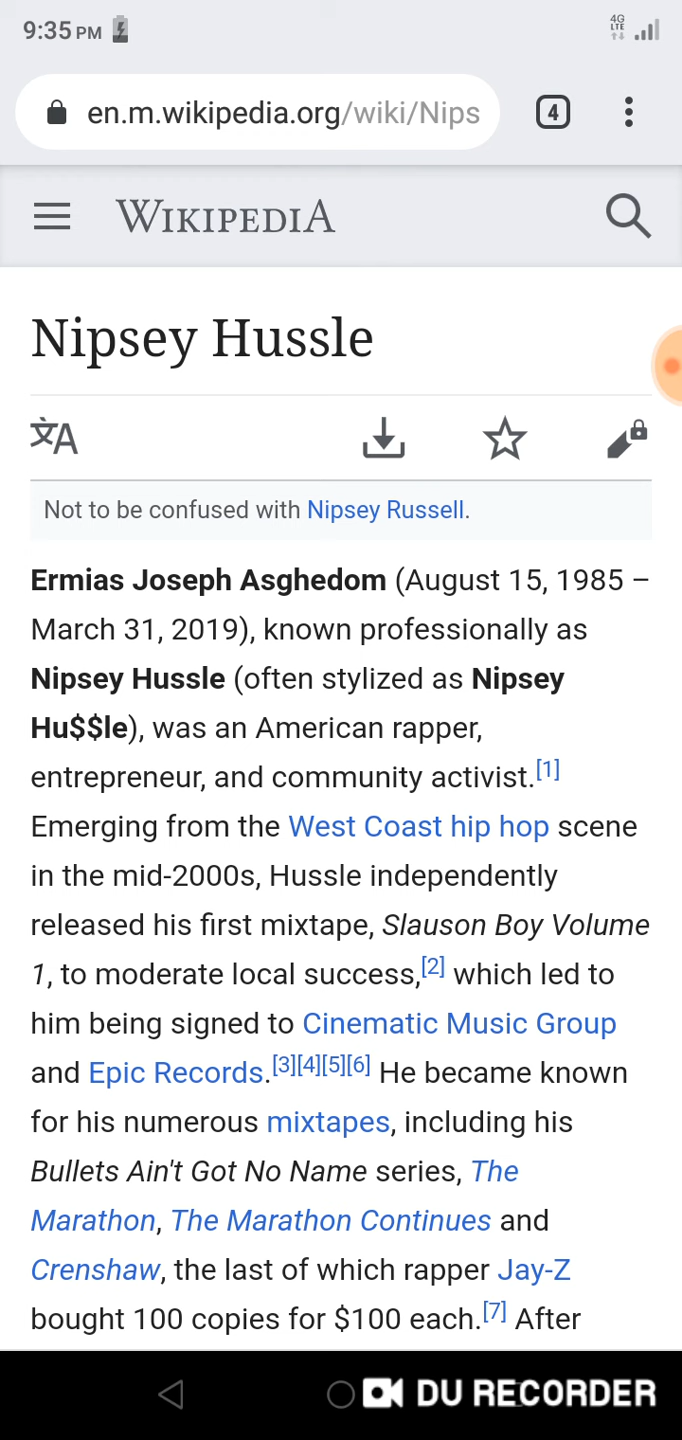 9:35 PM
4G
LTE
en.m.wikipedia.org/wiki/Nips
4
WIKIPEDIA
Nipsey Hussle
文A
Not to be confused with Nipsey Russell.
Ermias Joseph Asghedom (August 15, 1985 –
March 31, 2019), known professionally as
Nipsey Hussle (often stylized as Nipsey
Hu$$le), was an American rapper,
entrepreneur, and community activist.[1]
Emerging from the West Coast hip hop scene
in the mid-2000s, Hussle independently
released his first mixtape, Slauson Boy Volume
1, to moderate local success,[2] which led to
him being signed to Cinematic Music Group
and Epic Records.[3][4][5][6] He became known
for his numerous mixtapes, including his
Bullets Ain't Got No Name series, The
Marathon, The Marathon Continues and
Crenshaw, the last of which rapper Jay-Z
bought 100 copies for $100 each.[7] After
DU RECORDER